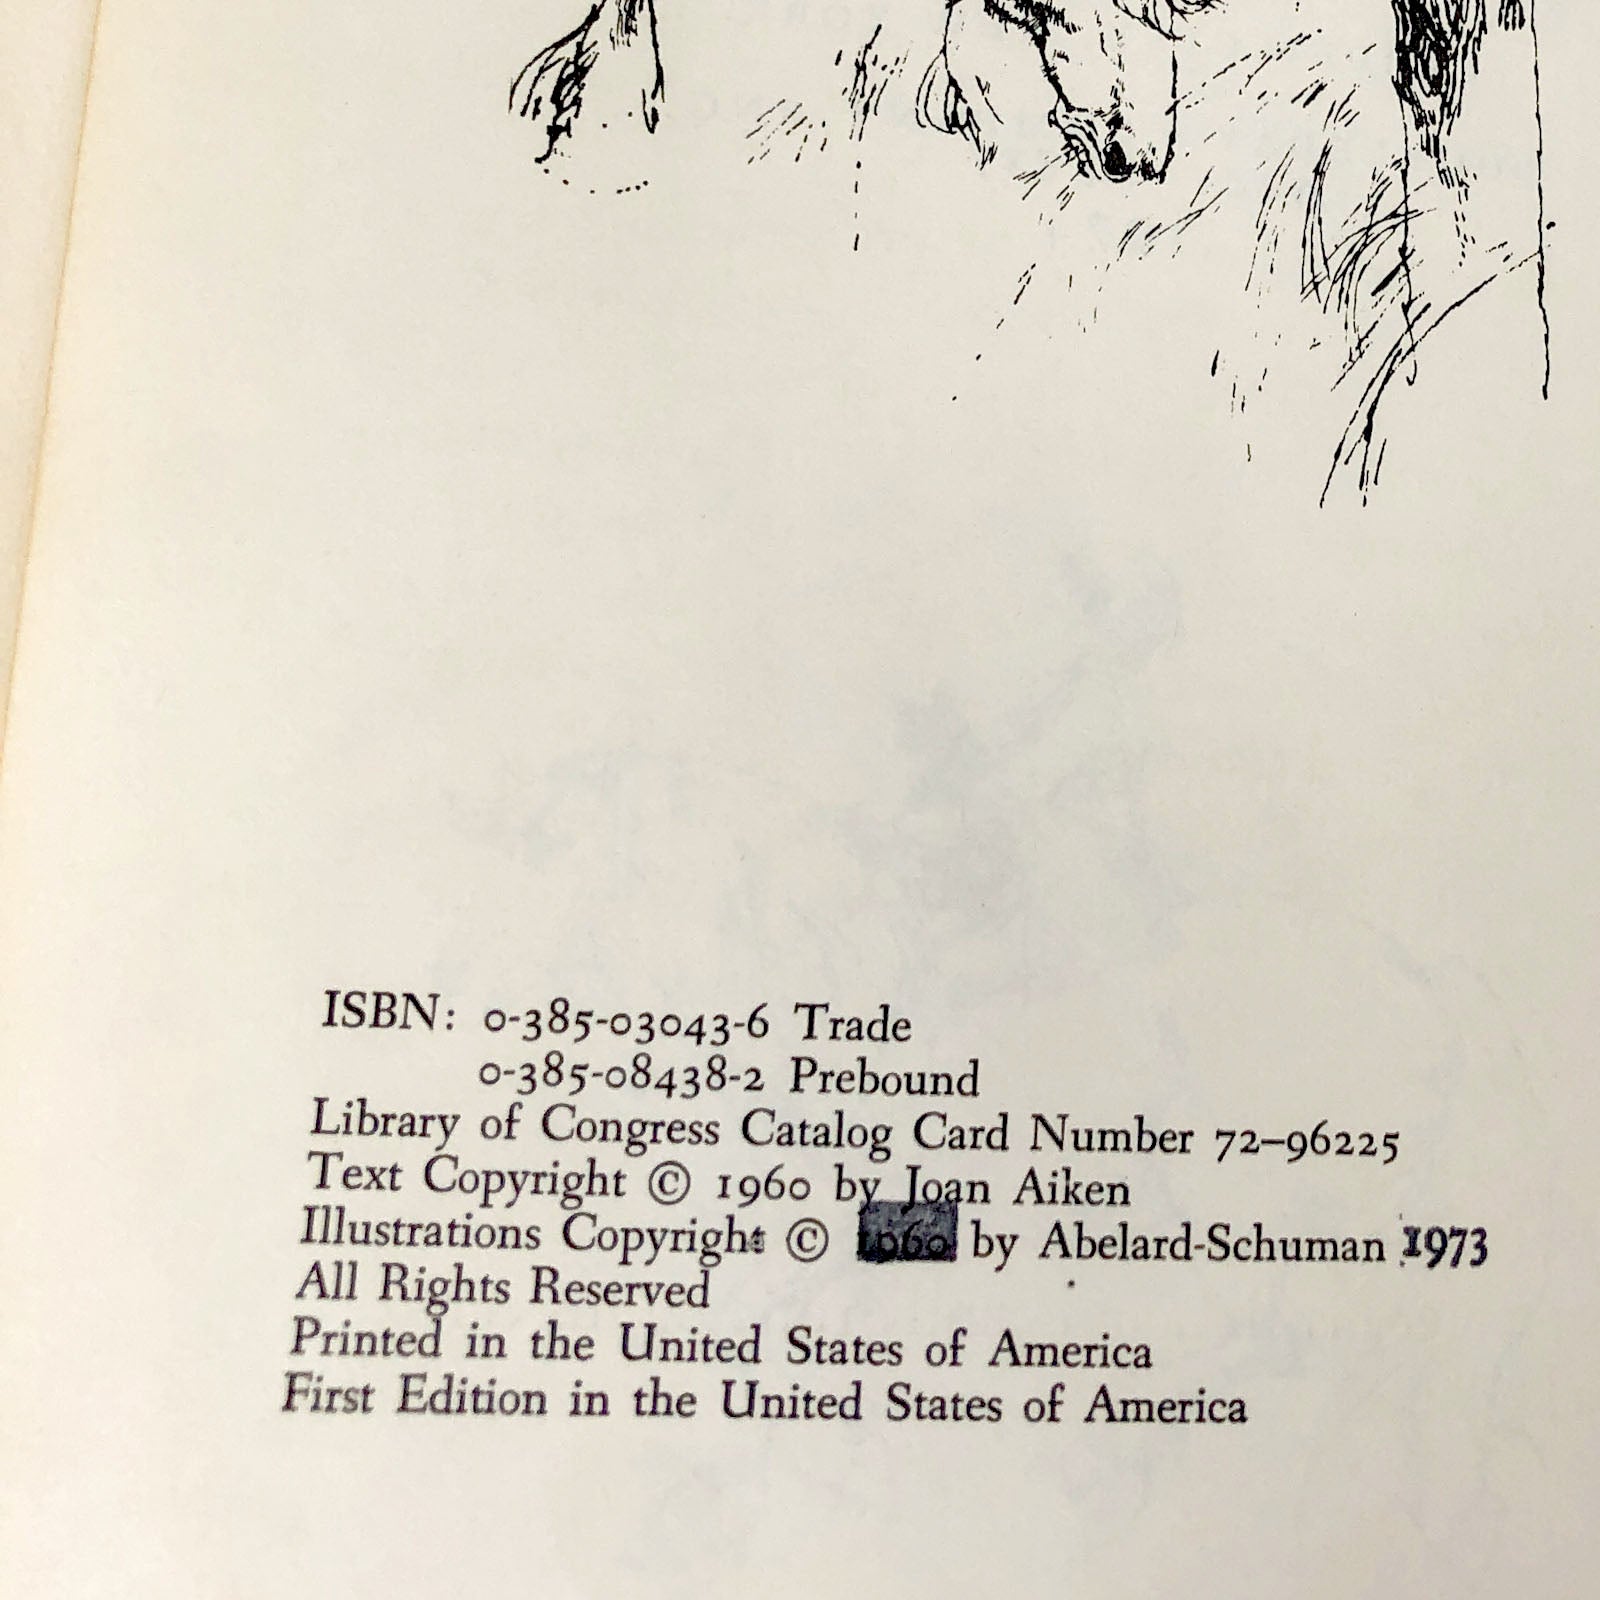 ISBN: 0-385-03043-6 Trade
0-385-08438-2 Prebound
Library of Congress Catalog Card Number 72–96225
Text Copyright © 1960 by Joan Aiken
Illustrations Copyright © 1960 by Abelard-Schuman 1973
All Rights Reserved
Printed in the United States of America
First Edition in the United States of America